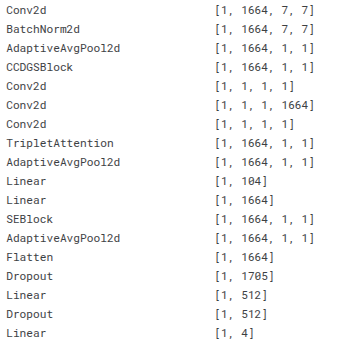 Conv2d [1, 1664, 7, 7]
BatchNorm2d [1, 1664, 7, 7]
AdaptiveAvgPool2d [1, 1664, 1, 1]
CCDGSBlock [1, 1664, 1, 1]
Conv2d [1, 1, 1, 1]
Conv2d [1, 1, 1, 1664]
Conv2d [1, 1, 1, 1]
TripletAttention [1, 1664, 1, 1]
AdaptiveAvgPool2d [1, 1664, 1, 1]
Linear [1, 104]
Linear [1, 1664]
SEBlock [1, 1664, 1, 1]
AdaptiveAvgPool2d [1, 1664, 1, 1]
Flatten [1, 1664]
Dropout [1, 1705]
Linear [1, 512]
Dropout [1, 512]
Linear [1, 4]